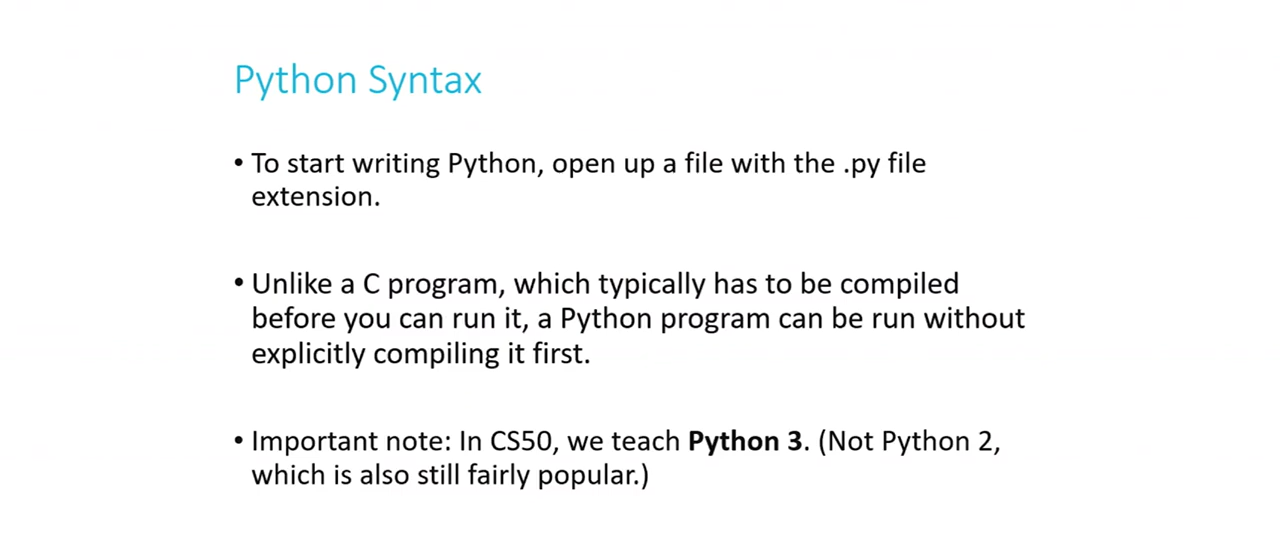 Python Syntax
• To start writing Python, open up a file with the .py file
extension.
• Unlike a C program, which typically has to be compiled
before you can run it, a Python program can be run without
explicitly compiling it first.
• Important note: In CS50, we teach Python 3. (Not Python 2,
which is also still fairly popular.)